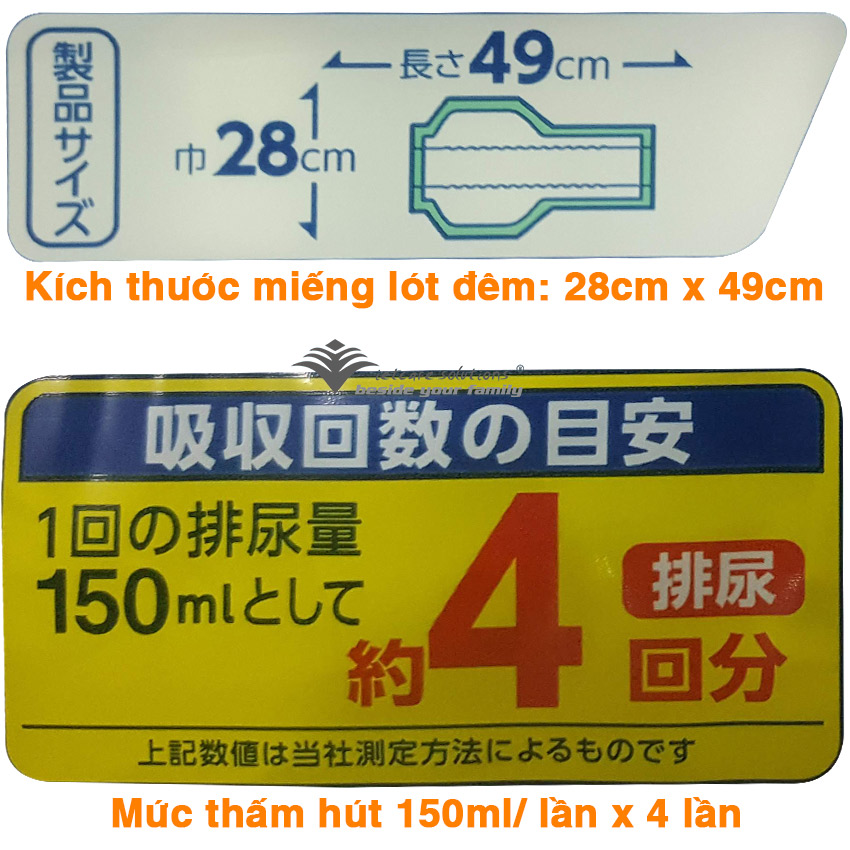 製品サイズ
長さ49cm
巾28cm
Kích thước miếng lót đêm: 28cm x 49cm
beside your family
吸収回数の目安
1回の排尿量
150mlとして
約4回分
排尿
上記数値は当社測定方法によるものです
Mức thấm hút 150ml/ lần x 4 lần